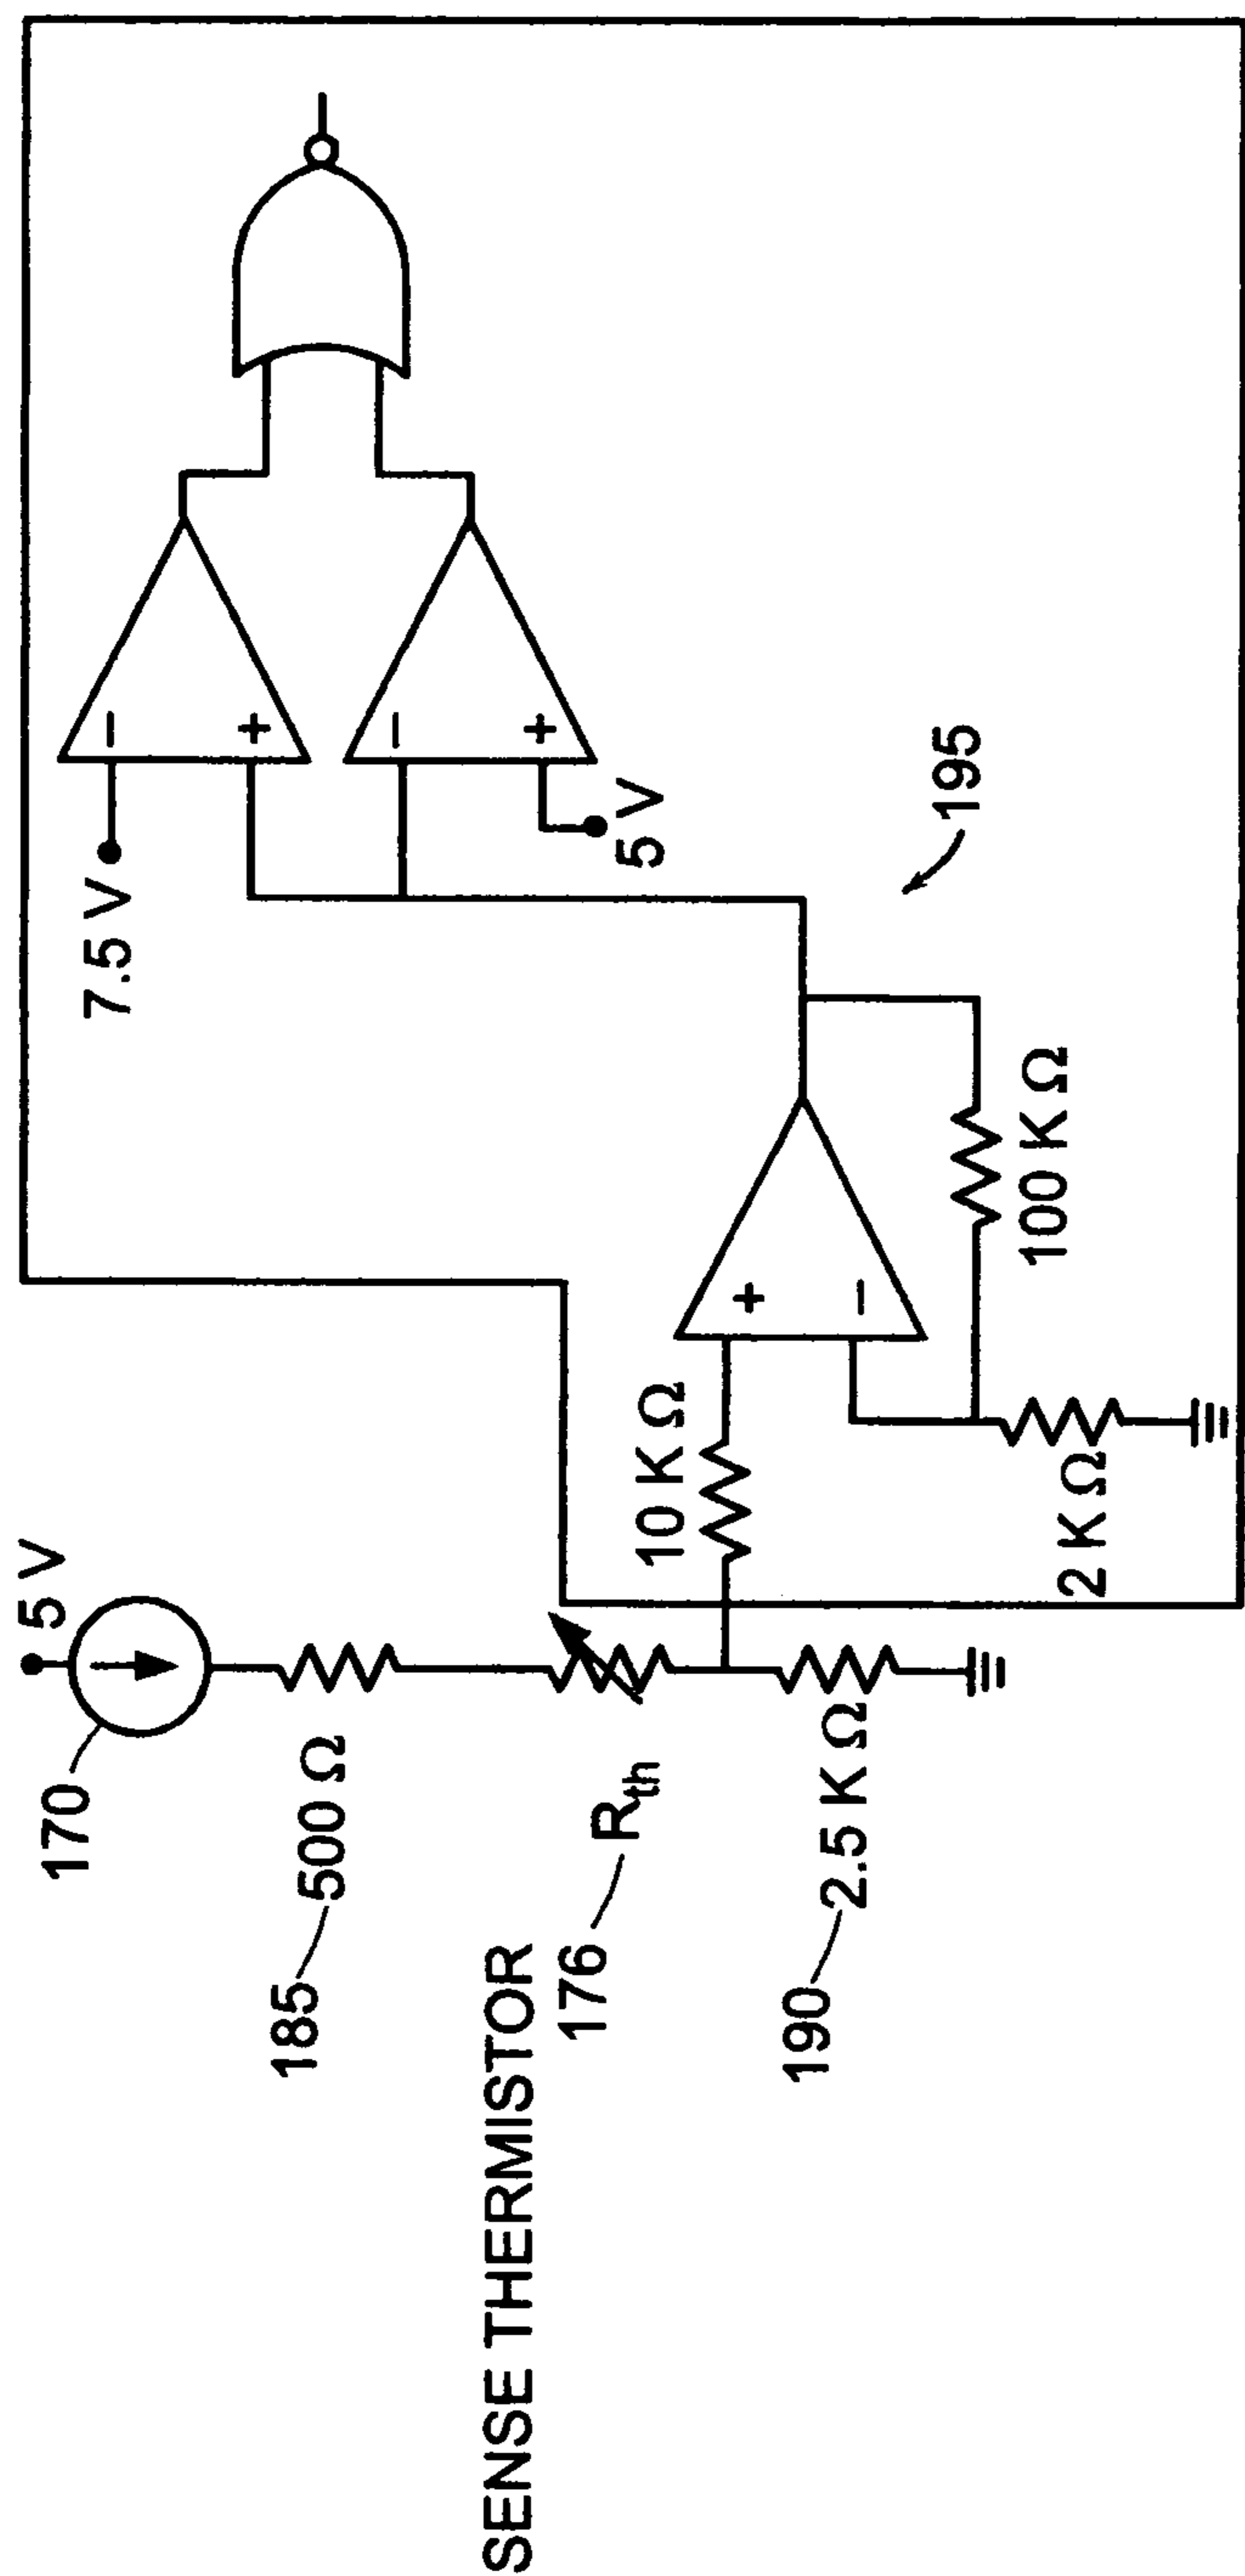 5 V
170
185 500 Ω
SENSE THERMISTOR
176 R_th
190 2.5 K Ω
10 K Ω
2 K Ω
+
−
100 K Ω
195
7.5 V
−
+
−
+
5 V